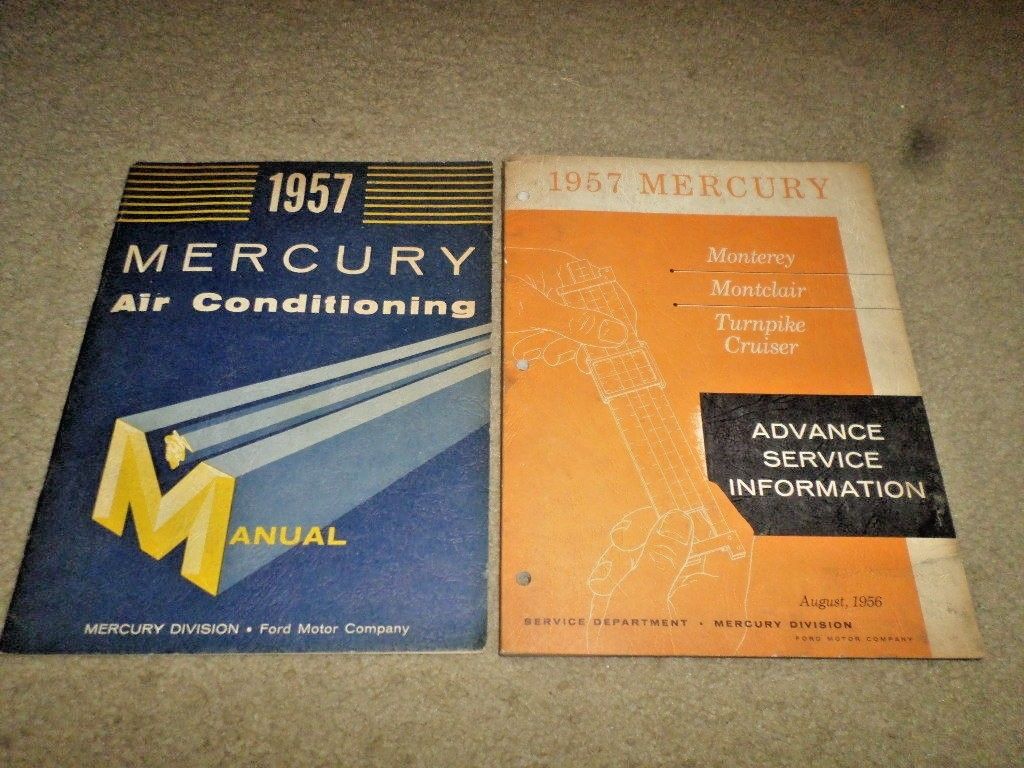 1957
MERCURY
Air Conditioning
MANUAL
MERCURY DIVISION • Ford Motor Company
1957 MERCURY
Monterey
Montclair
Turnpike
Cruiser
ADVANCE
SERVICE
INFORMATION
August, 1956
SERVICE DEPARTMENT • MERCURY DIVISION
FORD MOTOR COMPANY